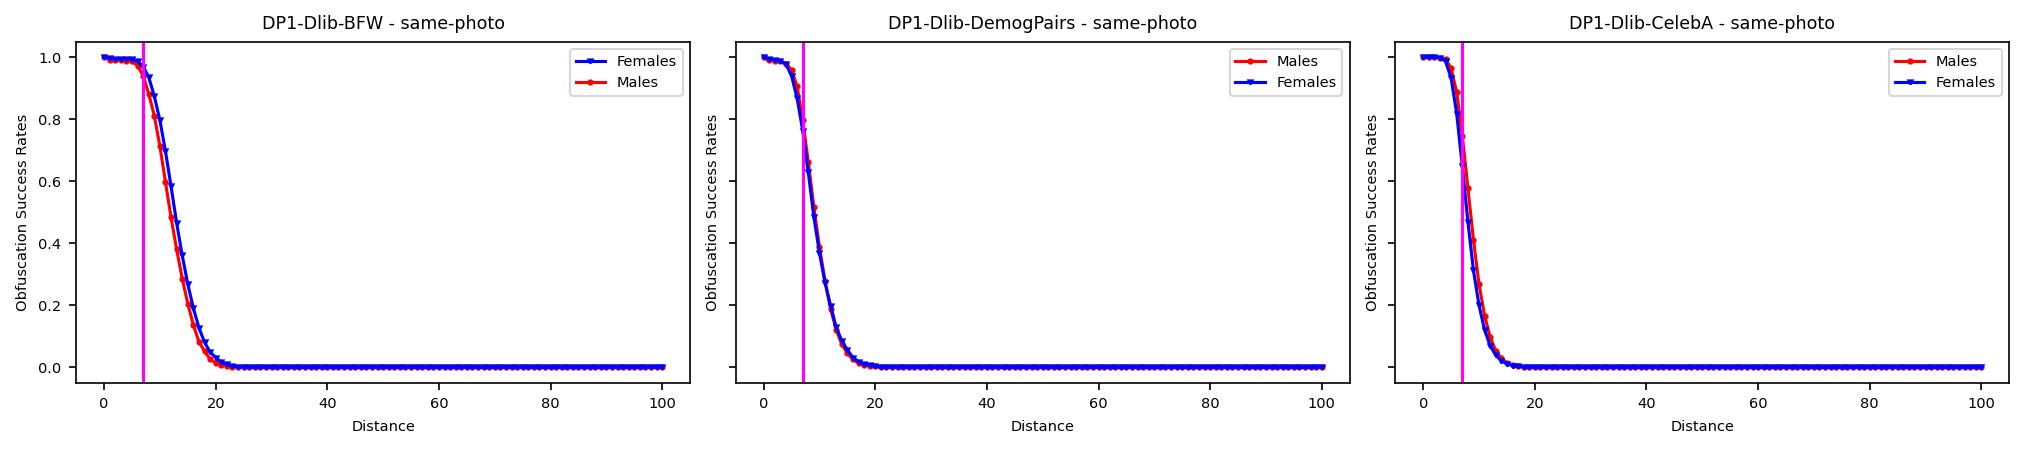 DP1-Dlib-BFW - same-photo
Obfuscation Success Rates
1.0
0.8
0.6
0.4
0.2
0.0
Females
Males
0 20 40 60 80 100
Distance
DP1-Dlib-DemogPairs - same-photo
Obfuscation Success Rates
Males
Females
0 20 40 60 80 100
Distance
DP1-Dlib-CelebA - same-photo
Obfuscation Success Rates
Males
Females
0 20 40 60 80 100
Distance